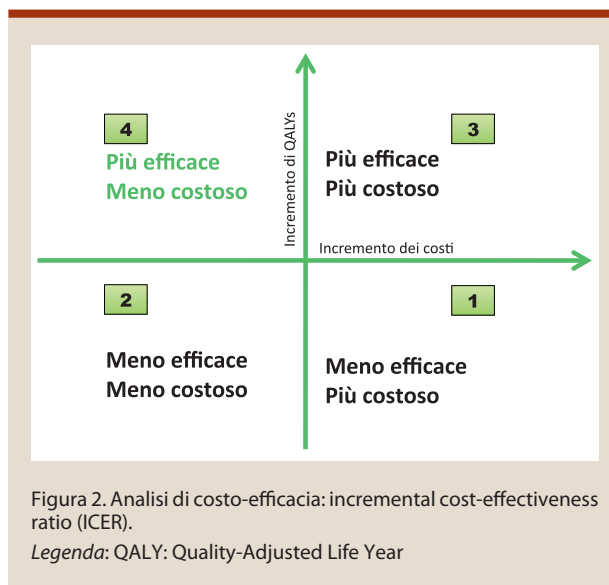 4
Più efficace
Meno costoso
Incremento di QALYs
3
Più efficace
Più costoso
Incremento dei costi
2
Meno efficace
Meno costoso
1
Meno efficace
Più costoso
Figura 2. Analisi di costo-efficacia: incremental cost-effectiveness
ratio (ICER).
Legenda: QALY: Quality-Adjusted Life Year